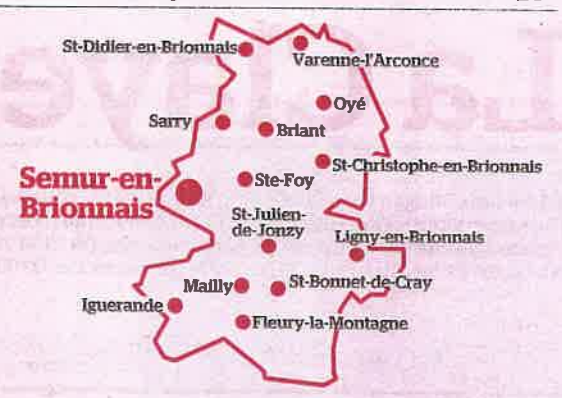 St-Didier-en-Brionnais
Varenne-l'Arconce
Oyé
Sarry
Briant
St-Christophe-en-Brionnais
Semur-en-
Brionnais
Ste-Foy
St-Julien-
de-Jonzy
Ligny-en-Brionnais
Mailly
St-Bonnet-de-Cray
Iguerande
Fleury-la-Montagne